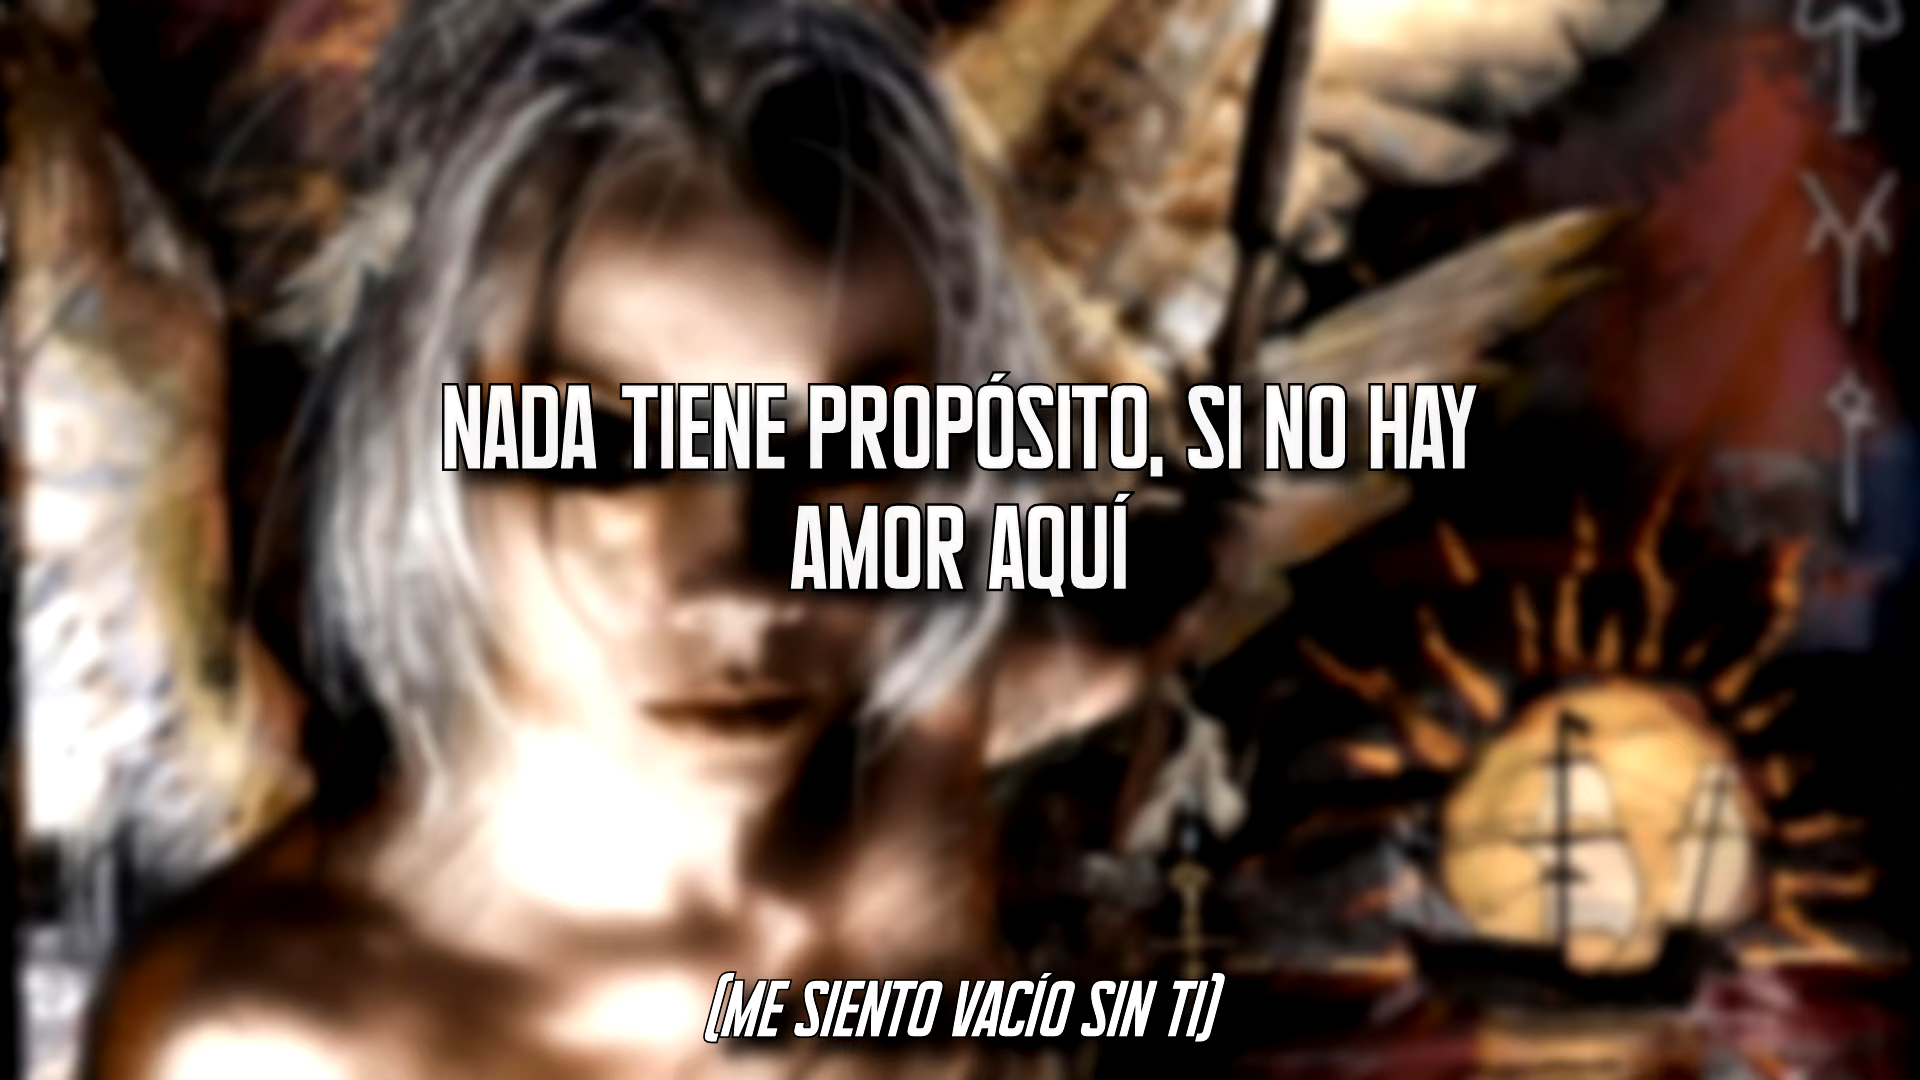 NADA TIENE PROPÓSITO, SI NO HAY
AMOR AQUÍ
(ME SIENTO VACÍO SIN TI)